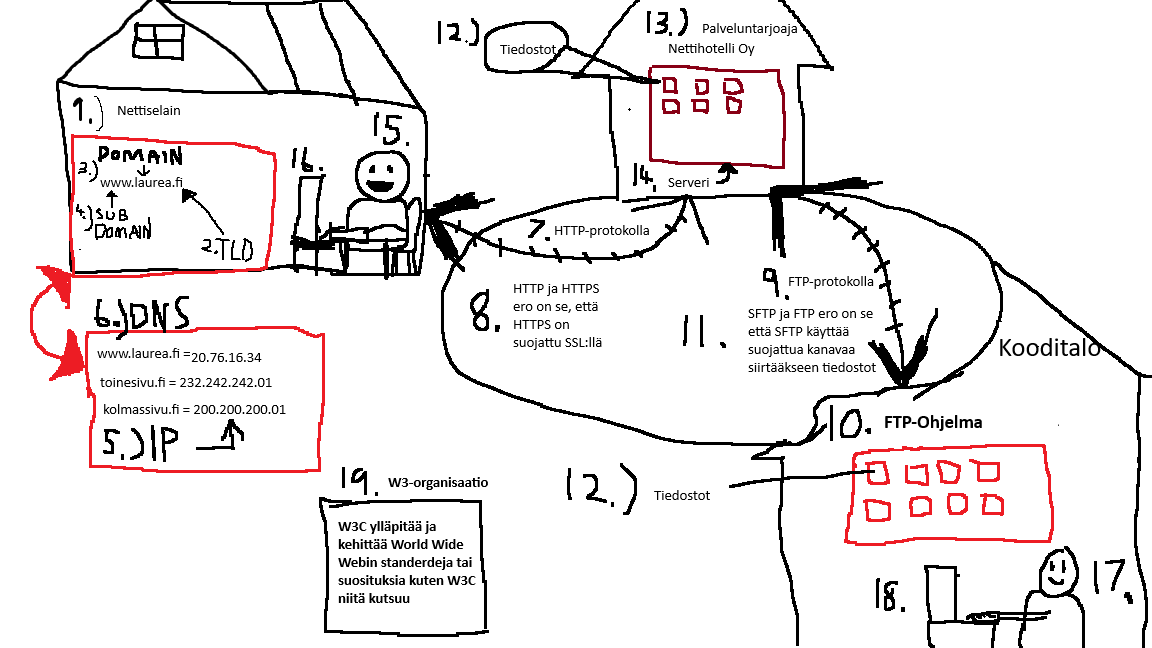 1.) Nettiselain
3.) DOMAIN
www.laurea.fi
4.) SUB
DOMAIN
2. TLD
16.
15.
12.) Tiedostot
13.) Palveluntarjoaja
Nettihotelli Oy
14. Serveri
7. HTTP-protokolla
8. HTTP ja HTTPS
ero on se, että
HTTPS on
suojattu SSL:llä
9. FTP-protokolla
11. SFTP ja FTP ero on se
että SFTP käyttää
suojattua kanavaa
siirtääkseen tiedostot
Kooditalo
6.) DNS
www.laurea.fi =20.76.16.34
toinesivu.fi = 232.242.242.01
kolmassivu.fi = 200.200.200.01
5.) IP
10. FTP-Ohjelma
12.) Tiedostot
19. W3-organisaatio
W3C ylläpitää ja
kehittää World Wide
Webin standerdeja tai
suosituksia kuten W3C
niitä kutsuu
18.
17.